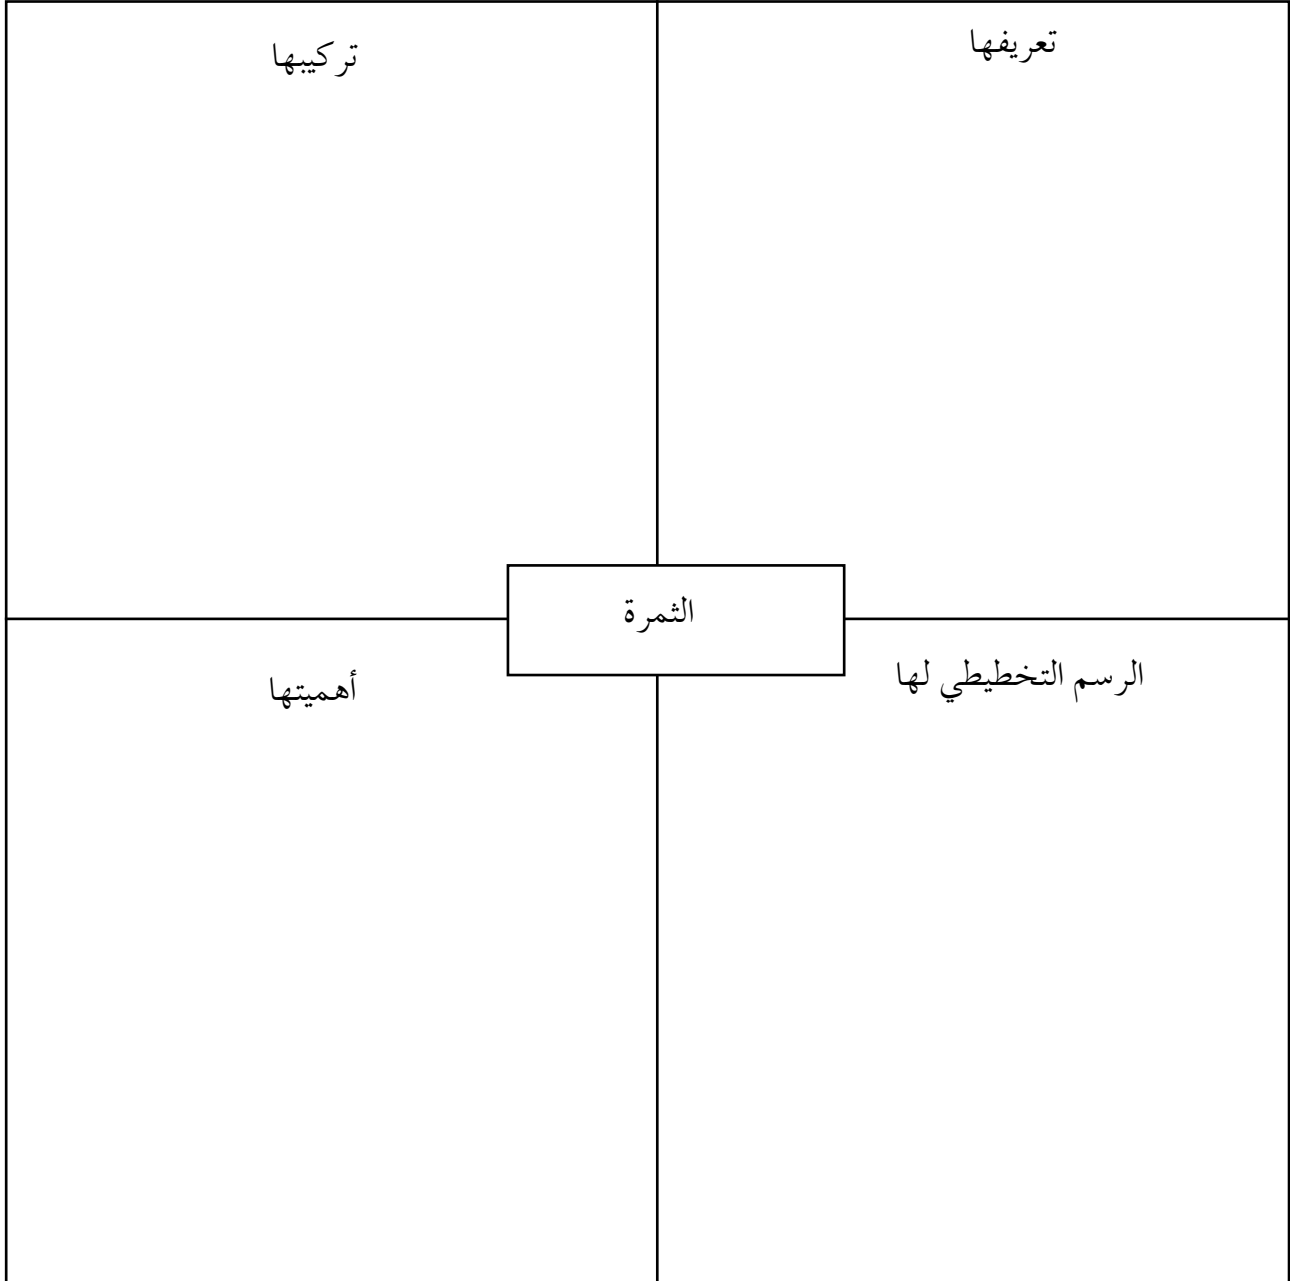 تعريفها
تركيبها
الثمرة
الرسم التخطيطي لها
أهميتها